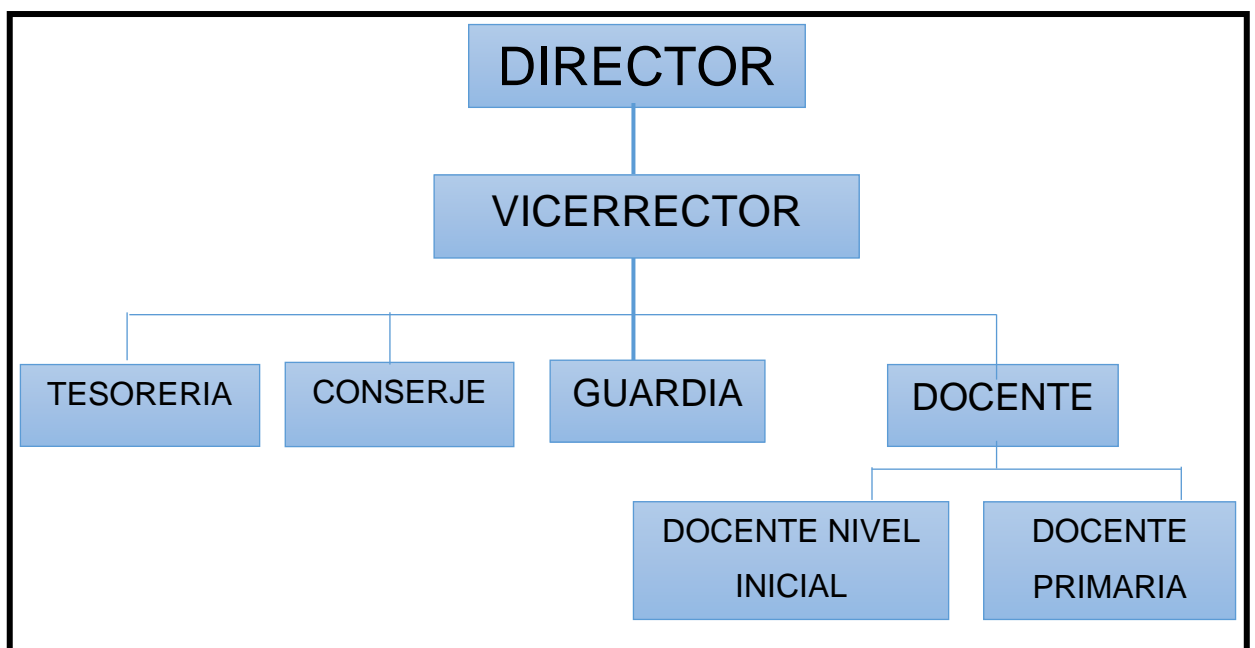 DIRECTOR
VICERRECTOR
TESORERIA
CONSERJE
GUARDIA
DOCENTE
DOCENTE NIVEL
INICIAL
DOCENTE
PRIMARIA